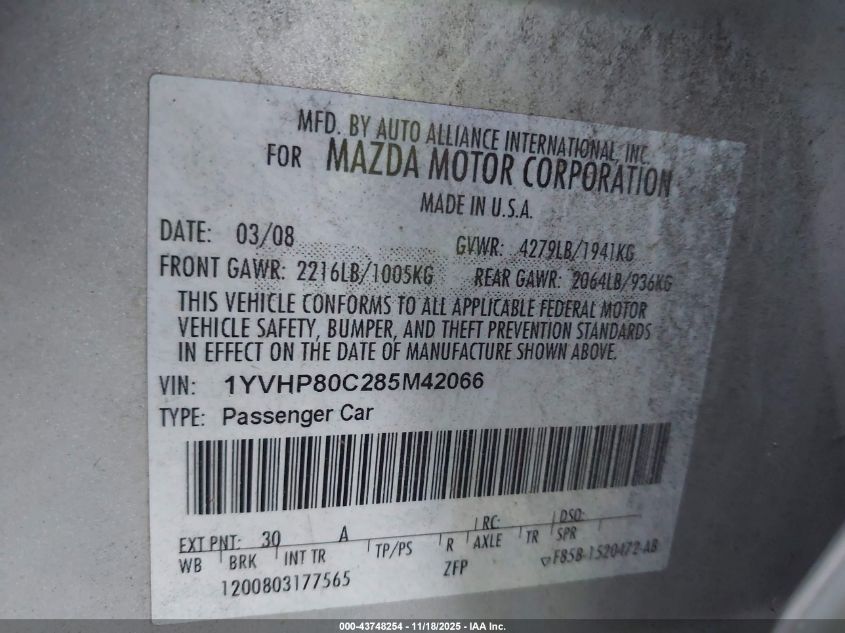 MFD. BY AUTO ALLIANCE INTERNATIONAL, INC.
FOR MAZDA MOTOR CORPORATION
MADE IN U.S.A.
DATE: 03/08 GVWR: 4279LB/1941KG
FRONT GAWR: 2216LB/1005KG REAR GAWR: 2064LB/936KG
THIS VEHICLE CONFORMS TO ALL APPLICABLE FEDERAL MOTOR
VEHICLE SAFETY, BUMPER, AND THEFT PREVENTION STANDARDS
IN EFFECT ON THE DATE OF MANUFACTURE SHOWN ABOVE.
VIN: 1YVHP80C285M42066
TYPE: Passenger Car
EXT PNT: 30 A RC: DSO:
WB BRK INT TR TP/PS R AXLE TR SPR
1200803177565 ZFP F85B-1520472-AB
000-43748254 - 11/18/2025 - IAA Inc.